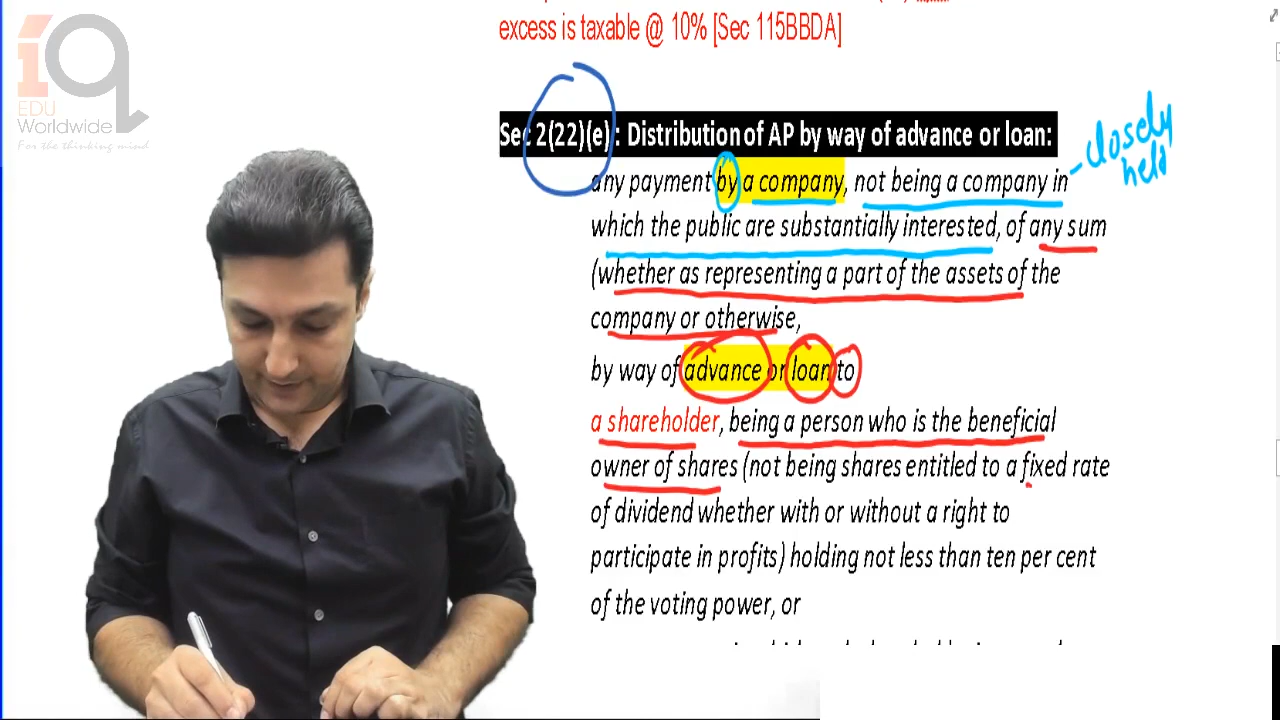 excess is taxable @ 10% [Sec 115BBDA]
iQ
EDU
Worldwide
For the thinking mind
Sec 2(22)(e) : Distribution of AP by way of advance or loan:
any payment by a company, not being a company in
closely
held
which the public are substantially interested, of any sum
(whether as representing a part of the assets of the
company or otherwise,
by way of advance or loan to
a shareholder, being a person who is the beneficial
owner of shares (not being shares entitled to a fixed rate
of dividend whether with or without a right to
participate in profits) holding not less than ten per cent
of the voting power, or